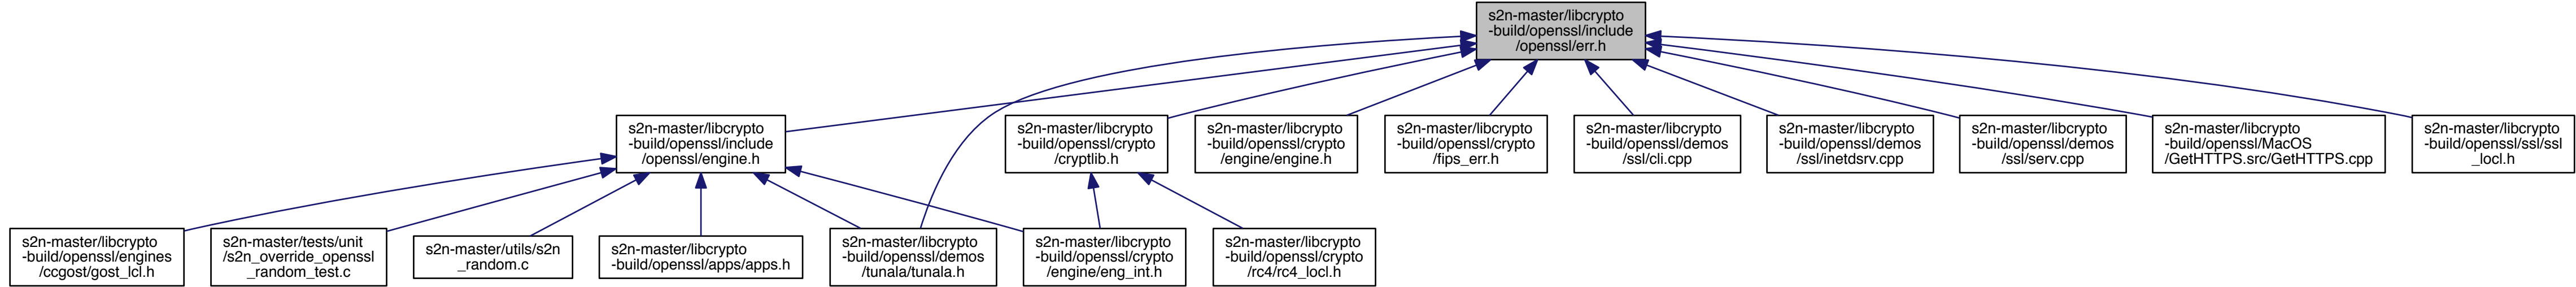 s2n-master/libcrypto
-build/openssl/include
/openssl/err.h
s2n-master/libcrypto
-build/openssl/include
/openssl/engine.h
s2n-master/libcrypto
-build/openssl/crypto
/cryptlib.h
s2n-master/libcrypto
-build/openssl/crypto
/engine/engine.h
s2n-master/libcrypto
-build/openssl/crypto
/fips_err.h
s2n-master/libcrypto
-build/openssl/demos
/ssl/cli.cpp
s2n-master/libcrypto
-build/openssl/demos
/ssl/inetdsrv.cpp
s2n-master/libcrypto
-build/openssl/demos
/ssl/serv.cpp
s2n-master/libcrypto
-build/openssl/MacOS
/GetHTTPS.src/GetHTTPS.cpp
s2n-master/libcrypto
-build/openssl/ssl/ssl
_locl.h
s2n-master/libcrypto
-build/openssl/engines
/ccgost/gost_lcl.h
s2n-master/tests/unit
/s2n_override_openssl
_random_test.c
s2n-master/utils/s2n
_random.c
s2n-master/libcrypto
-build/openssl/apps/apps.h
s2n-master/libcrypto
-build/openssl/demos
/tunala/tunala.h
s2n-master/libcrypto
-build/openssl/crypto
/engine/eng_int.h
s2n-master/libcrypto
-build/openssl/crypto
/rc4/rc4_locl.h